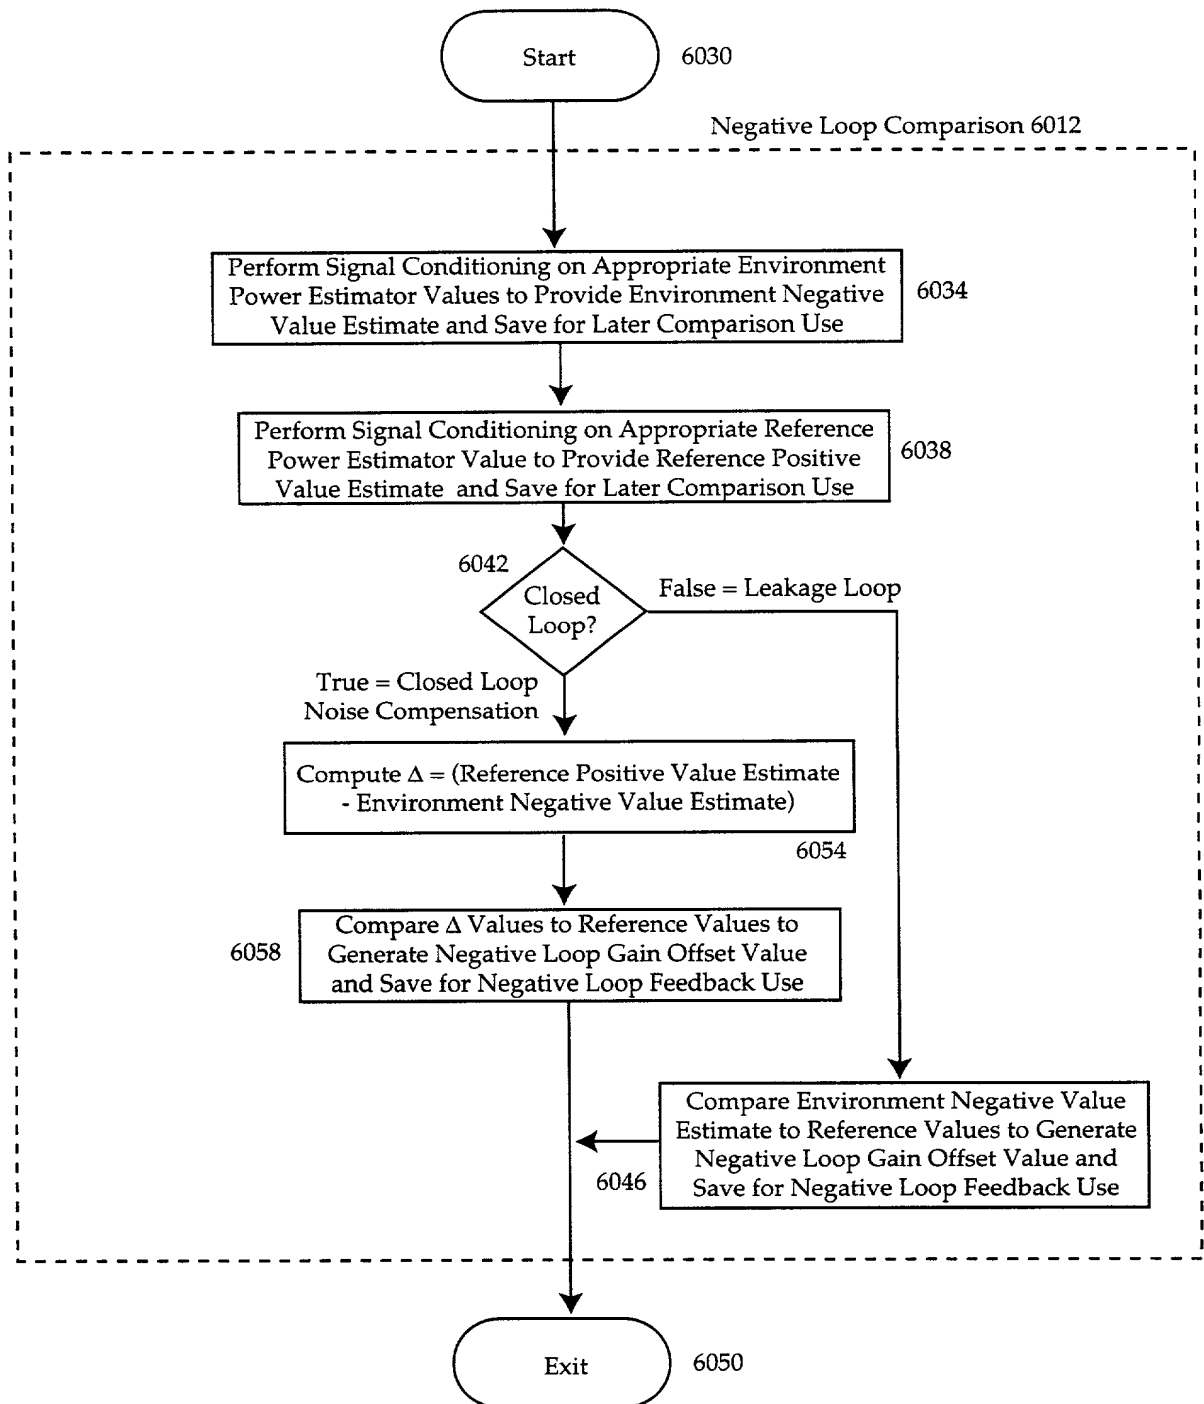 Start
6030
Negative Loop Comparison 6012
Perform Signal Conditioning on Appropriate Environment
Power Estimator Values to Provide Environment Negative
Value Estimate and Save for Later Comparison Use
6034
Perform Signal Conditioning on Appropriate Reference
Power Estimator Value to Provide Reference Positive
Value Estimate and Save for Later Comparison Use
6038
6042
Closed
Loop?
False = Leakage Loop
True = Closed Loop
Noise Compensation
Compute Δ = (Reference Positive Value Estimate
- Environment Negative Value Estimate)
6054
6058
Compare Δ Values to Reference Values to
Generate Negative Loop Gain Offset Value
and Save for Negative Loop Feedback Use
Compare Environment Negative Value
Estimate to Reference Values to Generate
Negative Loop Gain Offset Value and
Save for Negative Loop Feedback Use
6046
Exit
6050